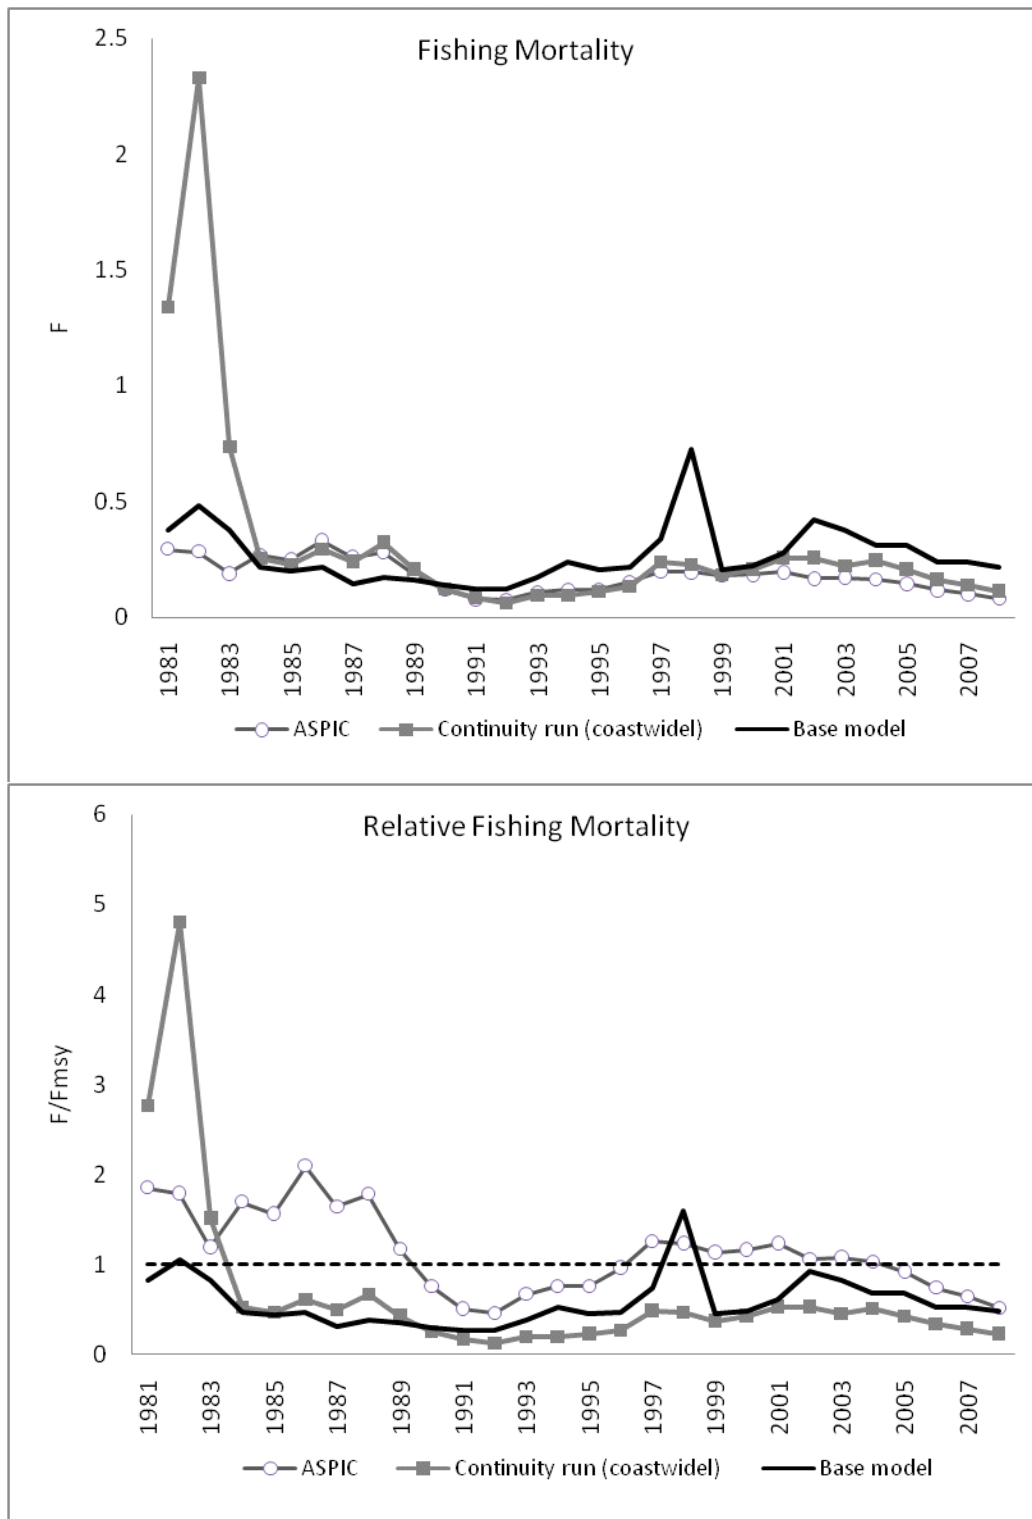 Fishing Mortality
2.5
2
1.5
1
0.5
0
F
1981 1983 1985 1987 1989 1991 1993 1995 1997 1999 2001 2003 2005 2007
ASPIC Continuity run (coastwidel) Base model
Relative Fishing Mortality
6
5
4
3
2
1
0
F/Fmsy
1981 1983 1985 1987 1989 1991 1993 1995 1997 1999 2001 2003 2005 2007
ASPIC Continuity run (coastwidel) Base model